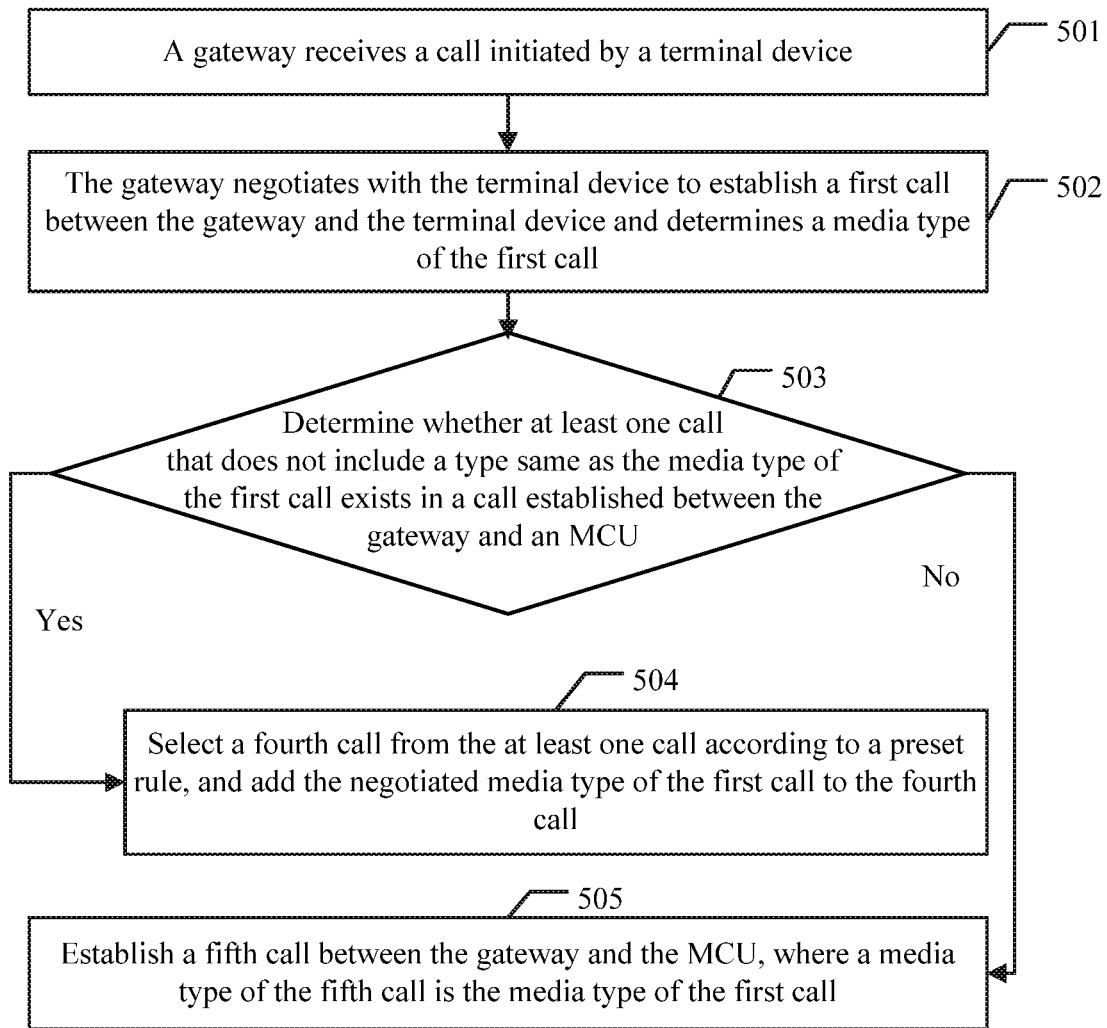 A gateway receives a call initiated by a terminal device
501
The gateway negotiates with the terminal device to establish a first call
between the gateway and the terminal device and determines a media type
of the first call
502
503
Determine whether at least one call
that does not include a type same as the media type of
the first call exists in a call established between the
gateway and an MCU
No
Yes
504
Select a fourth call from the at least one call according to a preset
rule, and add the negotiated media type of the first call to the fourth
call
505
Establish a fifth call between the gateway and the MCU, where a media
type of the fifth call is the media type of the first call